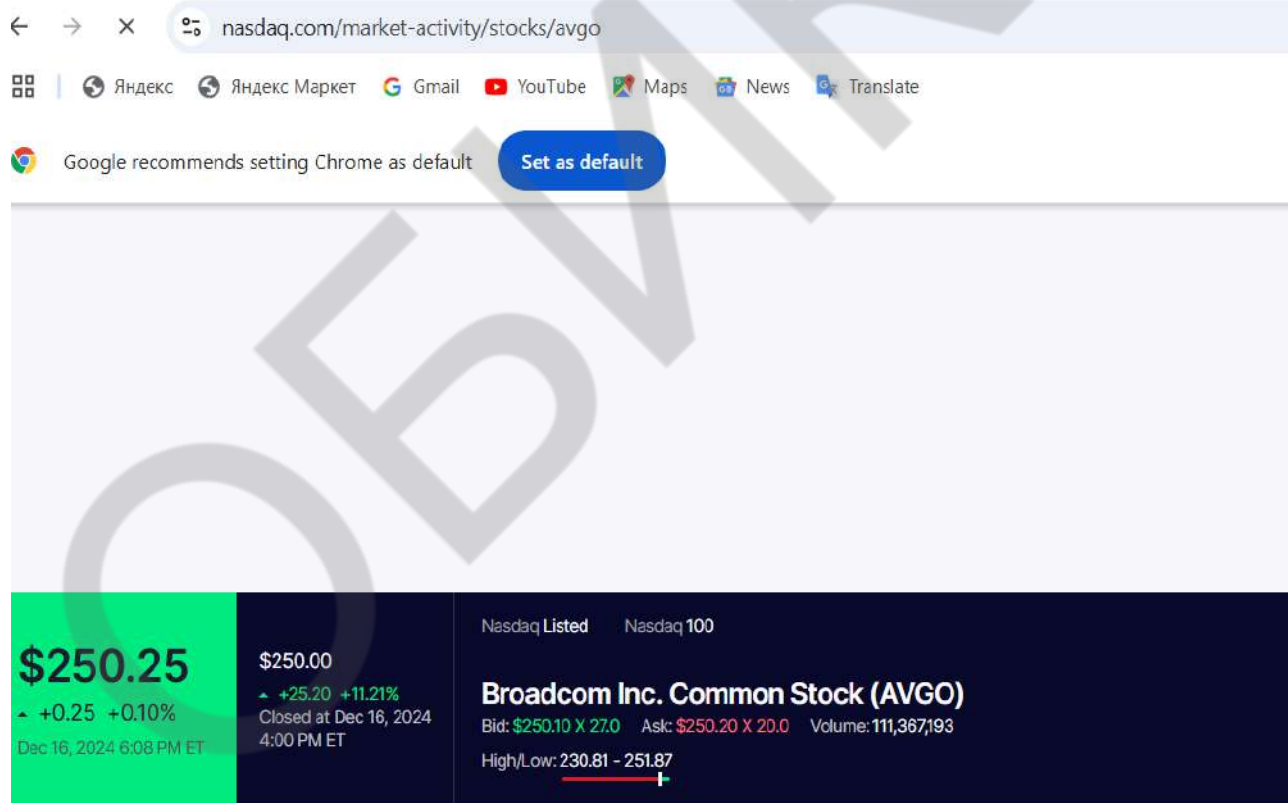 nasdaq.com/market-activity/stocks/avgo
Яндекс Яндекс Маркет Gmail YouTube Maps News Translate
Google recommends setting Chrome as default Set as default
ОБИ
Nasdaq Listed Nasdaq 100
$250.25
+0.25 +0.10%
Dec 16, 2024 6:08 PM ET
$250.00
+25.20 +11.21%
Closed at Dec 16, 2024
4:00 PM ET
Broadcom Inc. Common Stock (AVGO)
Bid: $250.10 X 27.0 Ask: $250.20 X 20.0 Volume: 111,367,193
High/Low: 230.81 - 251.87